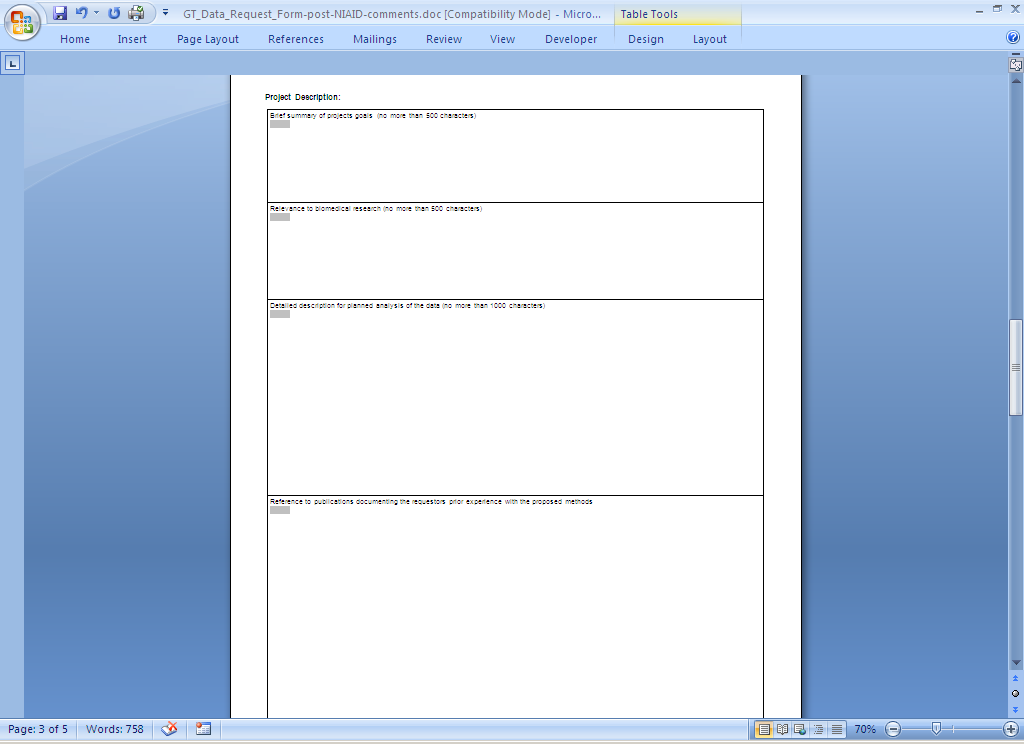 GT_Data_Request_Form-post-NIAID-comments.doc [Compatibility Mode] - Micro... Table Tools
Home Insert Page Layout References Mailings Review View Developer Design Layout
Project Description:
Brief summary of projects goals (no more than 500 characters)
Relevance to biomedical research (no more than 500 characters)
Detailed description for planned analysis of the data (no more than 1000 characters)
Reference to publications documenting the requestors prior experience with the proposed methods
Page: 3 of 5 Words: 758 70%